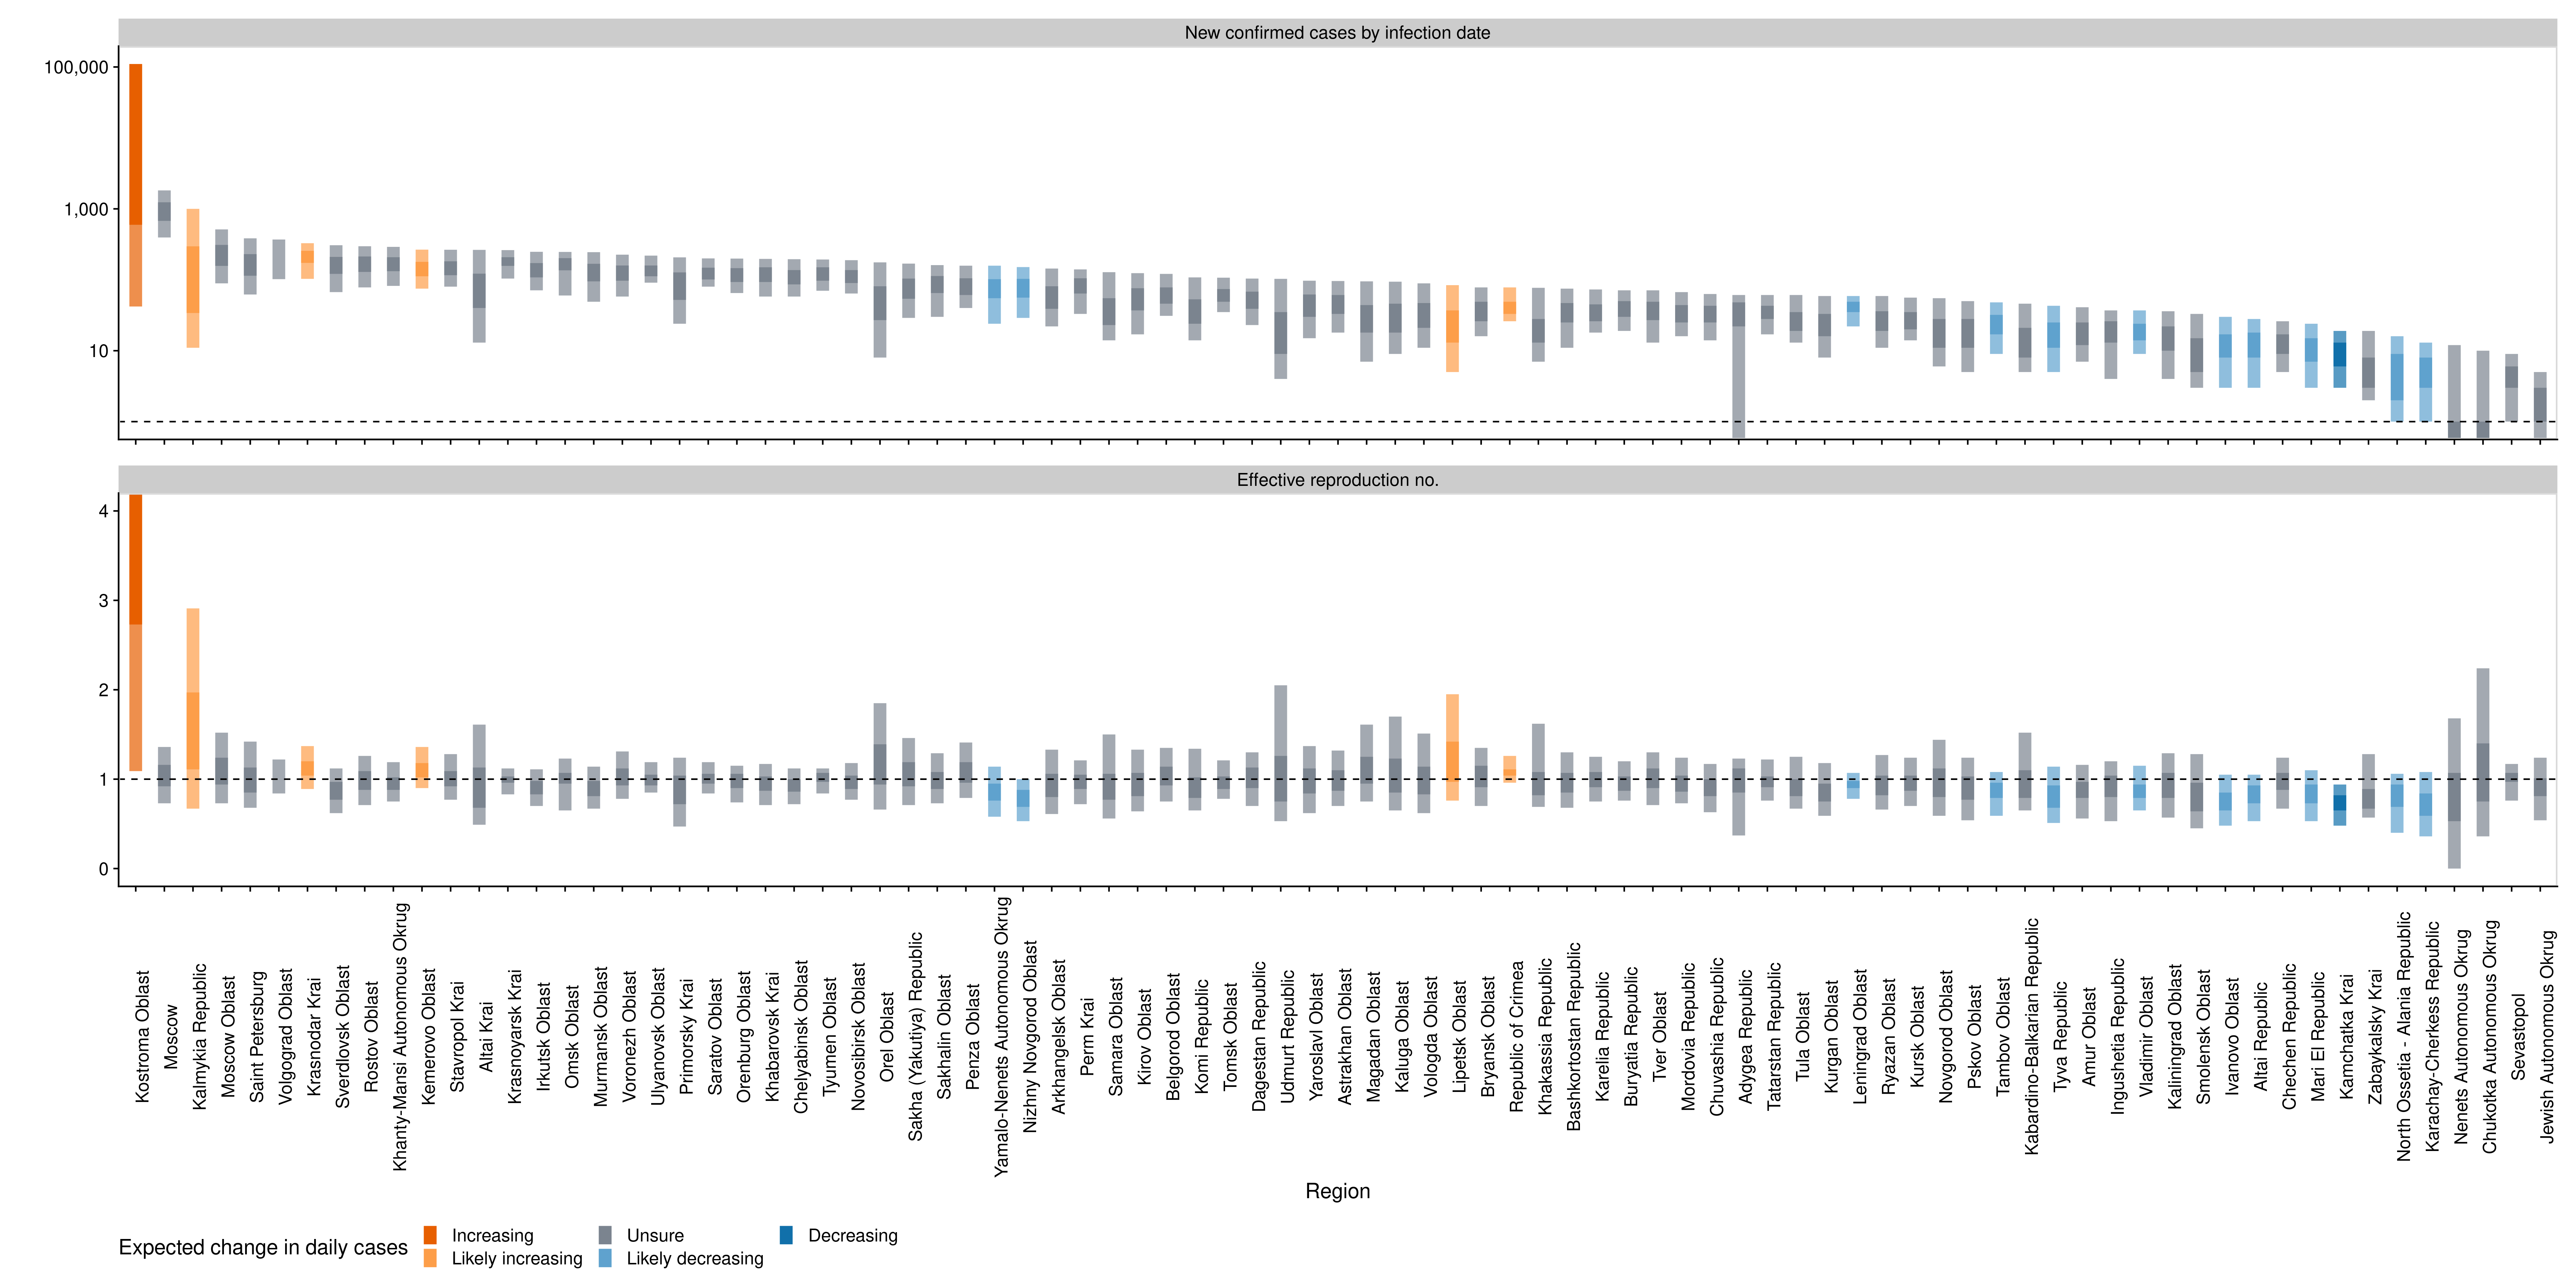 New confirmed cases by infection date
100,000
1,000
10
Effective reproduction no.
4
3
2
1
0
Kostroma Oblast
Moscow
Kalmykia Republic
Moscow Oblast
Saint Petersburg
Volgograd Oblast
Krasnodar Krai
Sverdlovsk Oblast
Rostov Oblast
Khanty-Mansi Autonomous Okrug
Kemerovo Oblast
Stavropol Krai
Altai Krai
Krasnoyarsk Krai
Irkutsk Oblast
Omsk Oblast
Murmansk Oblast
Voronezh Oblast
Ulyanovsk Oblast
Primorsky Krai
Saratov Oblast
Orenburg Oblast
Khabarovsk Krai
Chelyabinsk Oblast
Tyumen Oblast
Novosibirsk Oblast
Orel Oblast
Sakha (Yakutiya) Republic
Sakhalin Oblast
Penza Oblast
Yamalo-Nenets Autonomous Okrug
Nizhny Novgorod Oblast
Arkhangelsk Oblast
Perm Krai
Samara Oblast
Kirov Oblast
Belgorod Oblast
Komi Republic
Tomsk Oblast
Dagestan Republic
Udmurt Republic
Yaroslavl Oblast
Astrakhan Oblast
Magadan Oblast
Kaluga Oblast
Vologda Oblast
Lipetsk Oblast
Bryansk Oblast
Republic of Crimea
Khakassia Republic
Bashkortostan Republic
Karelia Republic
Buryatia Republic
Tver Oblast
Mordovia Republic
Chuvashia Republic
Adygea Republic
Tatarstan Republic
Tula Oblast
Kurgan Oblast
Leningrad Oblast
Ryazan Oblast
Kursk Oblast
Novgorod Oblast
Pskov Oblast
Tambov Oblast
Kabardino-Balkarian Republic
Tyva Republic
Amur Oblast
Ingushetia Republic
Vladimir Oblast
Kaliningrad Oblast
Smolensk Oblast
Ivanovo Oblast
Altai Republic
Chechen Republic
Mari El Republic
Kamchatka Krai
Zabaykalsky Krai
North Ossetia - Alania Republic
Karachay-Cherkess Republic
Nenets Autonomous Okrug
Chukotka Autonomous Okrug
Sevastopol
Jewish Autonomous Okrug
Region
Expected change in daily cases
Increasing
Likely increasing
Unsure
Likely decreasing
Decreasing